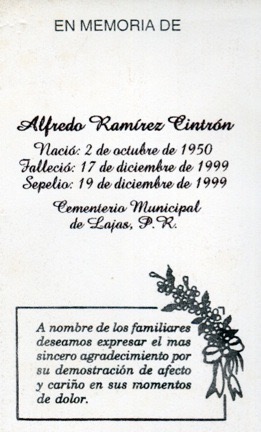 EN MEMORIA DE
Alfredo Ramírez Cintrón
Nació: 2 de octubre de 1950
Falleció: 17 de diciembre de 1999
Sepelio: 19 de diciembre de 1999
Cementerio Municipal
de Lajas, P.R.
A nombre de los familiares
deseamos expresar el mas
sincero agradecimiento por
su demostración de afecto
y cariño en sus momentos
de dolor.